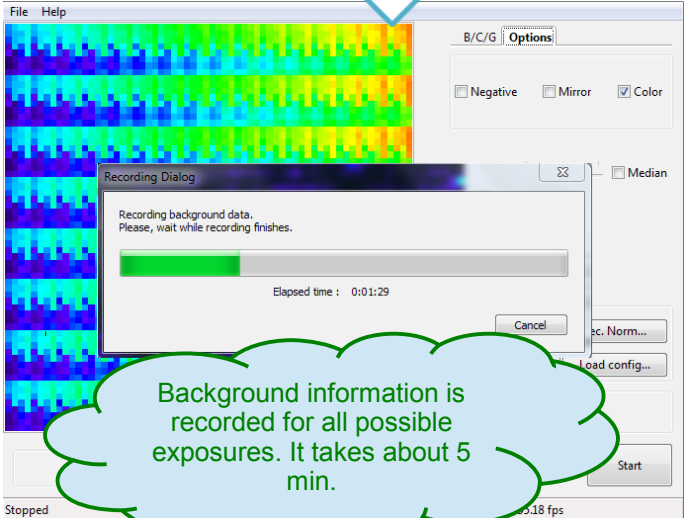 File Help
B/C/G Options
Negative Mirror Color
Median
Recording Dialog
Recording background data.
Please, wait while recording finishes.
Elapsed time : 0:01:29
Cancel
Norm...
Load config...
Background information is
recorded for all possible
exposures. It takes about 5
min.
Start
Stopped
fps